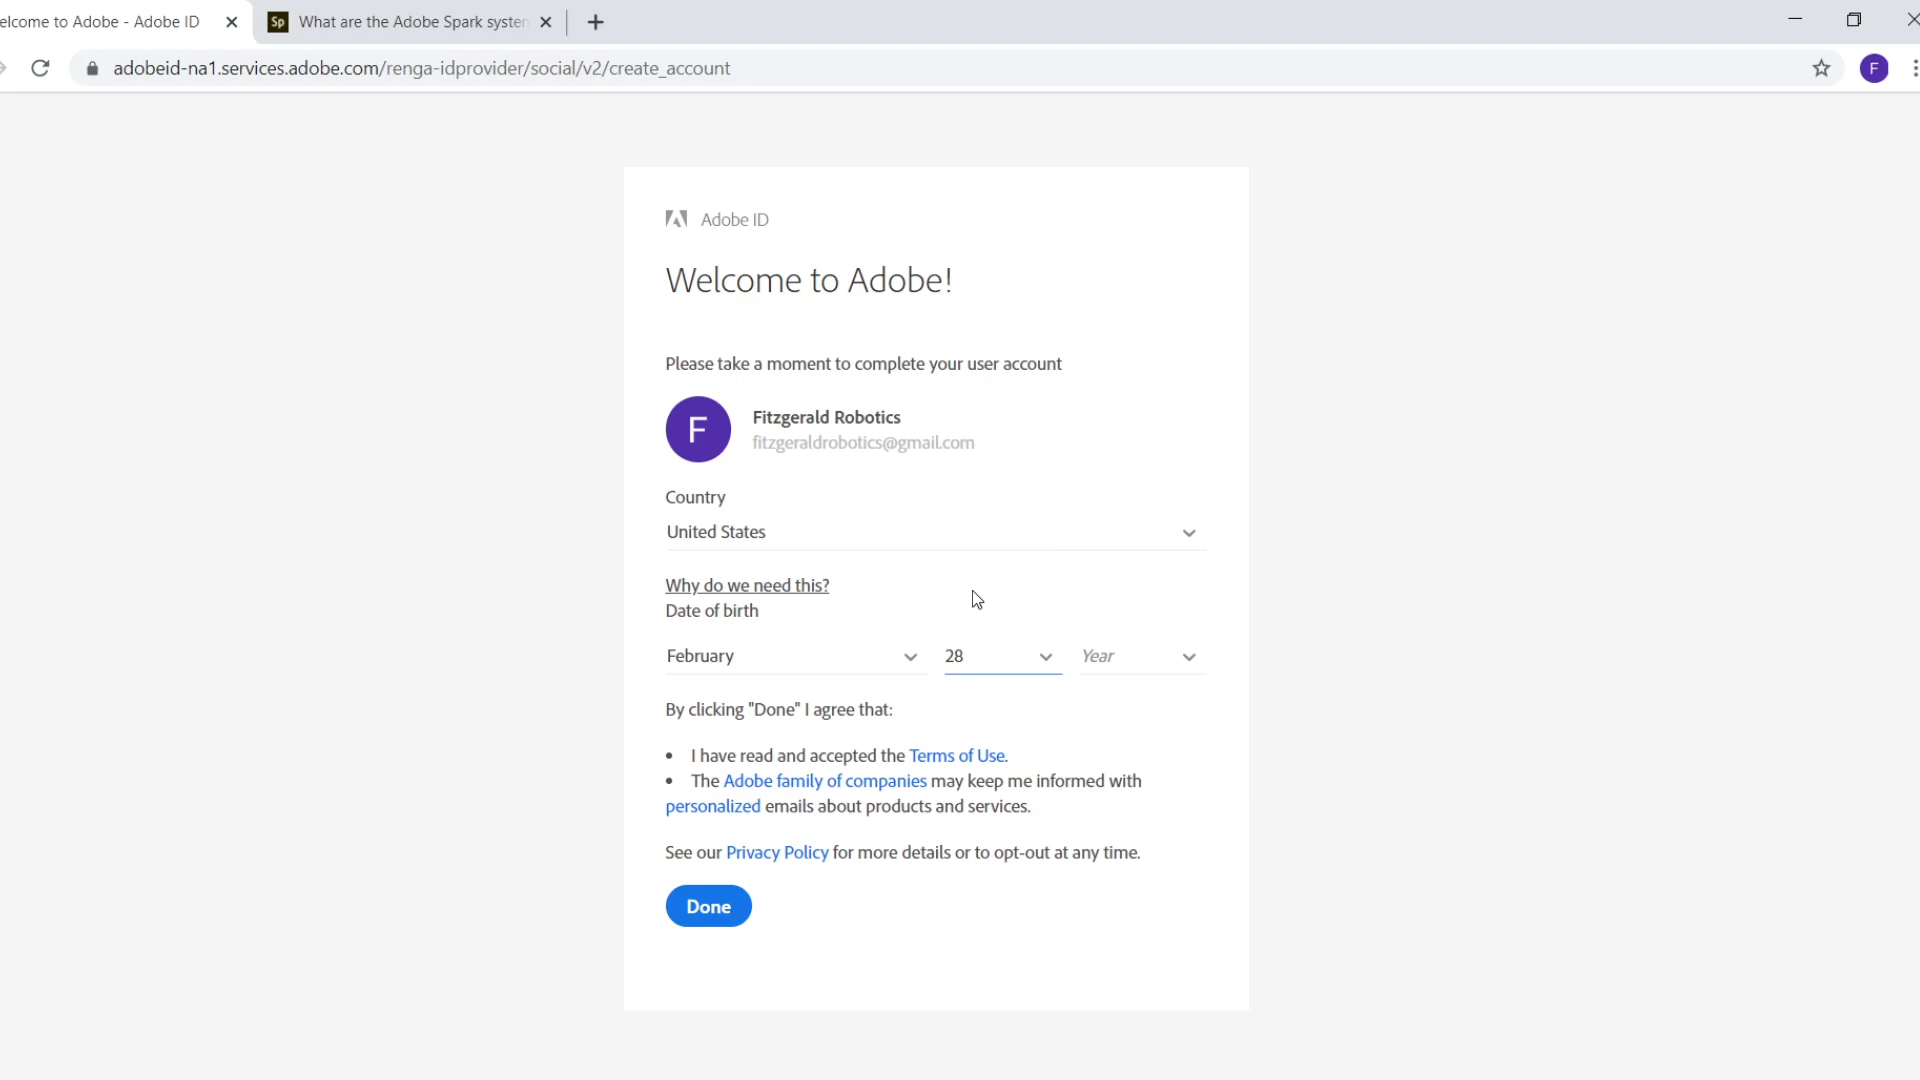 elcome to Adobe - Adobe ID
Sp What are the Adobe Spark system
adobeid-na1.services.adobe.com/renga-idprovider/social/v2/create_account
F
Adobe ID
Welcome to Adobe!
Please take a moment to complete your user account
F
Fitzgerald Robotics
fitzgeraldrobotics@gmail.com
Country
United States
Why do we need this?
Date of birth
February 28 Year
By clicking "Done" I agree that:
• I have read and accepted the Terms of Use.
• The Adobe family of companies may keep me informed with
personalized emails about products and services.
See our Privacy Policy for more details or to opt-out at any time.
Done